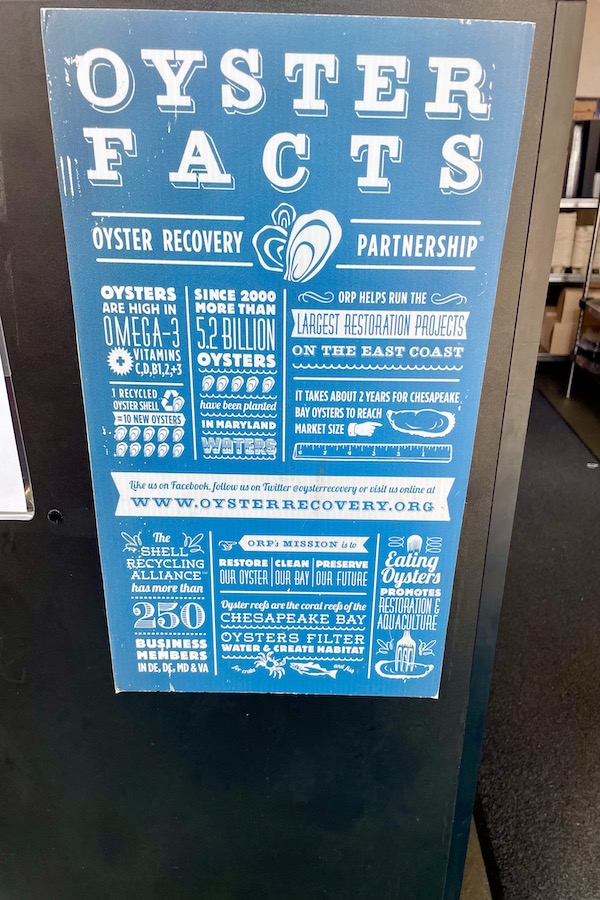 OYSTER
FACTS
OYSTER RECOVERY PARTNERSHIP®
OYSTERS
ARE HIGH IN
OMEGA-3
+ VITAMINS
C,D,B1,2,+3
1 RECYCLED
OYSTER SHELL
=10 NEW OYSTERS
SINCE 2000
MORE THAN
5.2 BILLION
OYSTERS
have been planted
IN MARYLAND
WATERS
ORP HELPS RUN THE
LARGEST RESTORATION PROJECTS
ON THE EAST COAST
IT TAKES ABOUT 2 YEARS FOR CHESAPEAKE
BAY OYSTERS TO REACH
MARKET SIZE
Like us on Facebook, follow us on Twitter @oysterrecovery or visit us online at
WWW.OYSTERRECOVERY.ORG
The
SHELL
RECYCLING
ALLIANCE™
has more than
250
BUSINESS
MEMBERS
IN DE, DC, MD & VA
ORP's MISSION is to
RESTORE CLEAN PRESERVE
OUR OYSTER OUR BAY OUR FUTURE
Oyster reefs are the coral reefs of the
CHESAPEAKE BAY
OYSTERS FILTER
WATER & CREATE HABITAT
for crabs and fish
Eating
Oysters
PROMOTES
RESTORATION &
AQUACULTURE